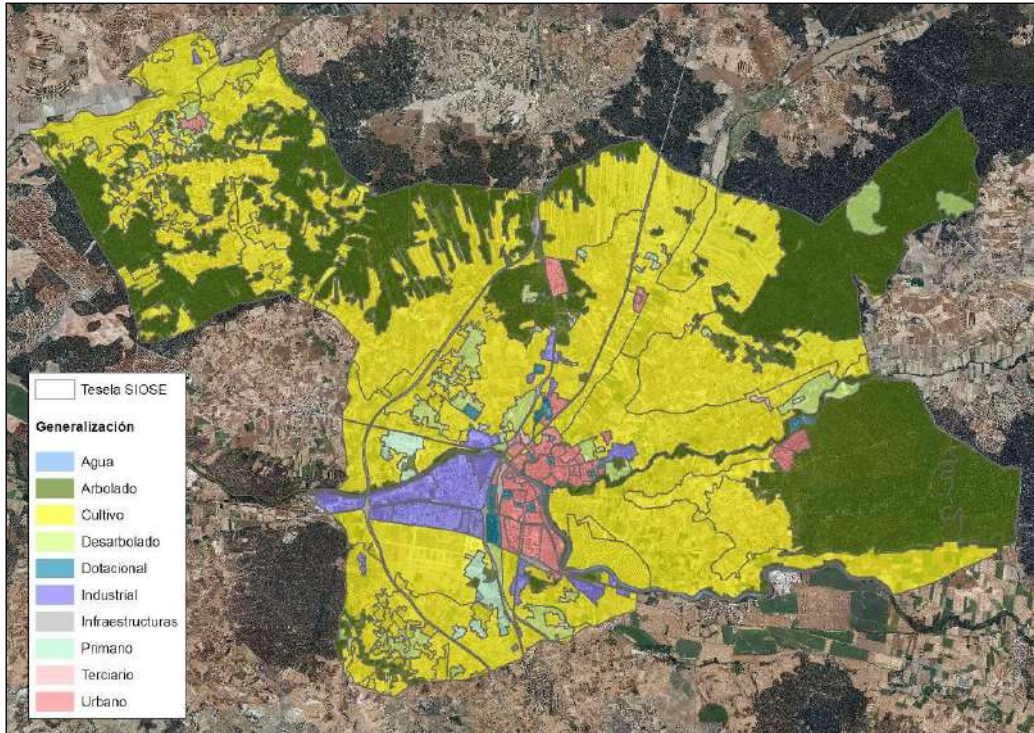 Tesela SIOSE
Generalización
Agua
Arbolado
Cultivo
Desarbolado
Dotacional
Industrial
Infraestructuras
Primario
Terciario
Urbano